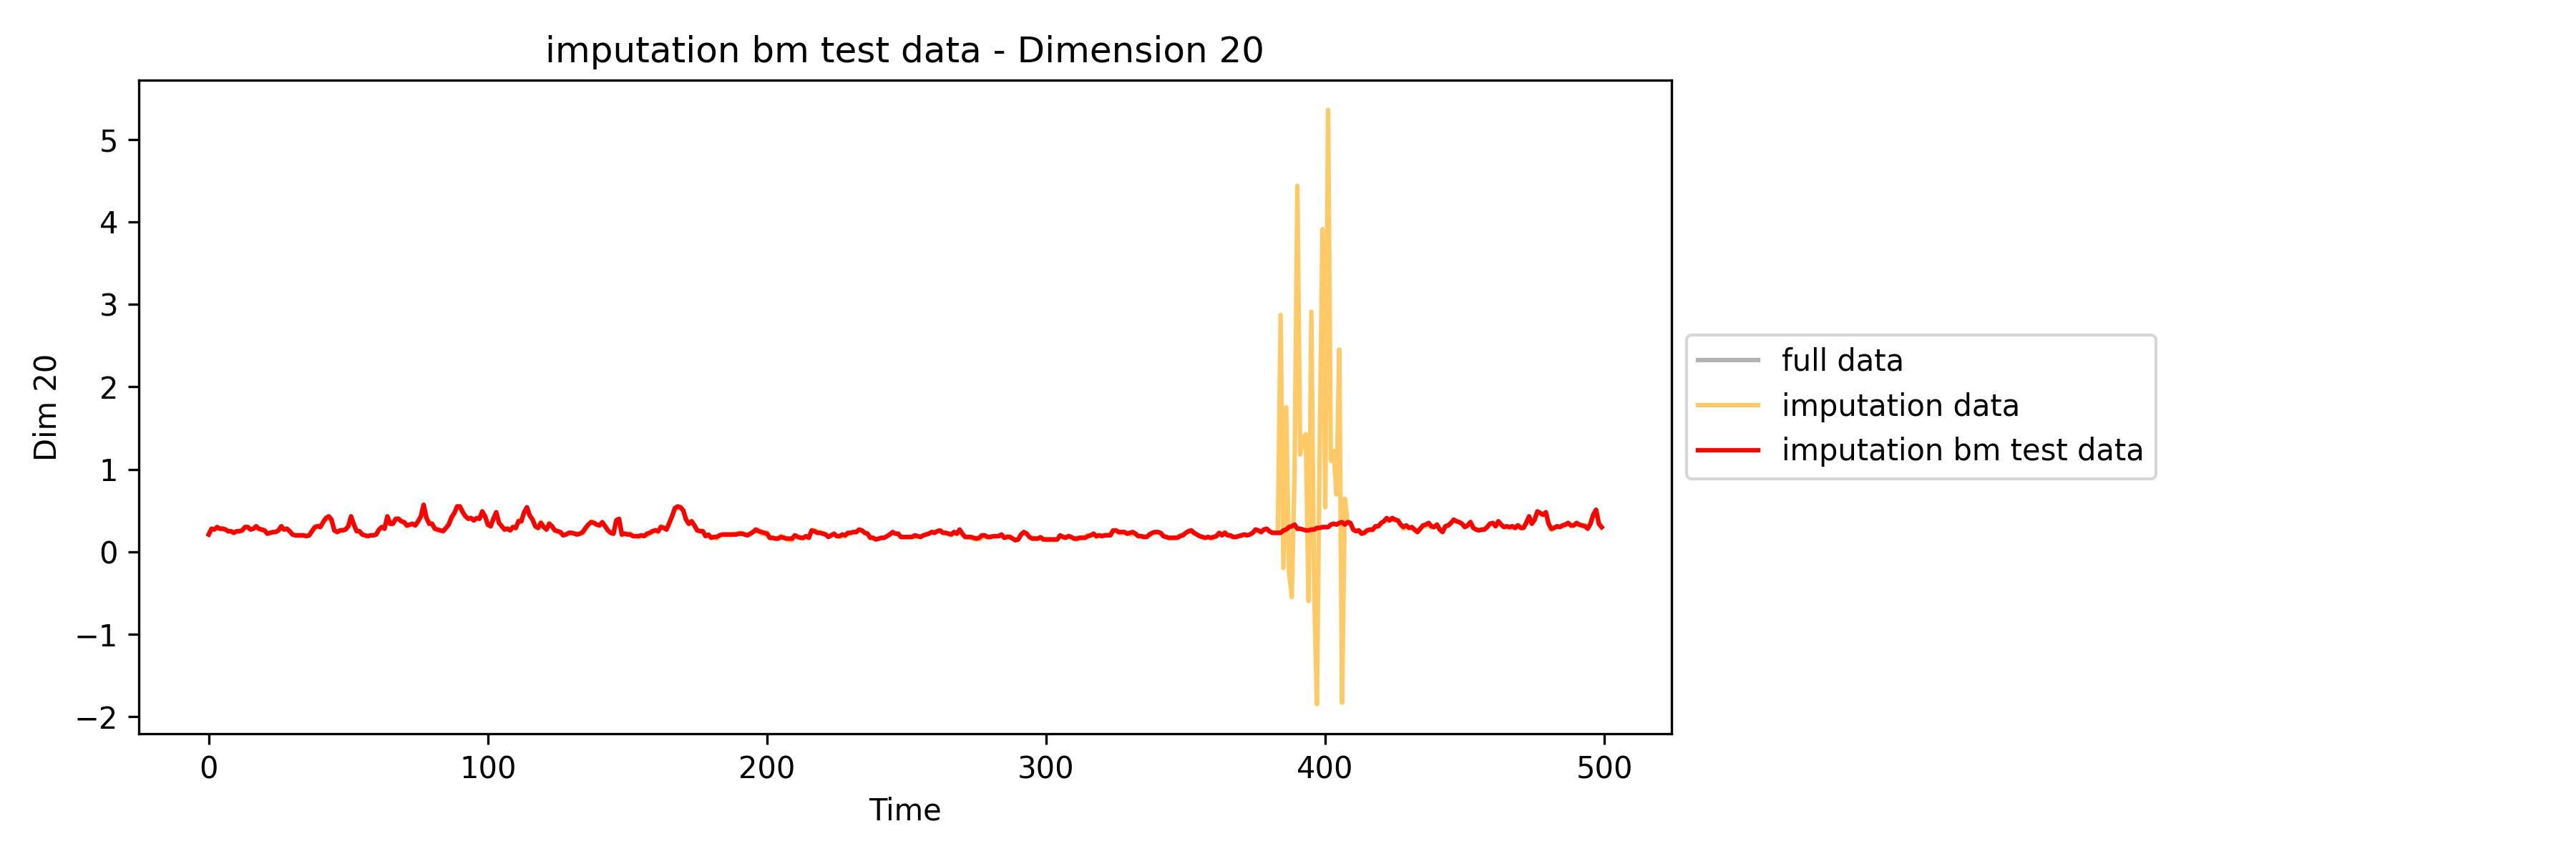 imputation bm test data - Dimension 20
5
4
3
2
1
0
−1
−2
Dim 20
0 100 200 300 400 500
Time
full data
imputation data
imputation bm test data